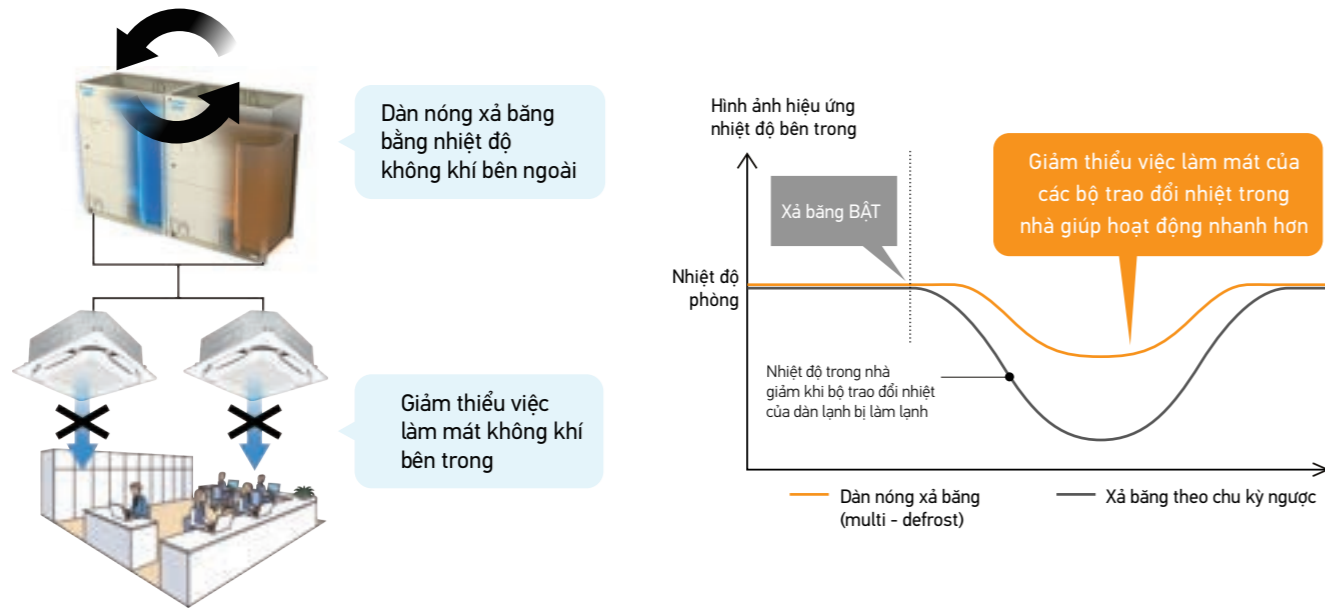 Dàn nóng xả băng
bằng nhiệt độ
không khí bên ngoài
Giảm thiểu việc
làm mát không khí
bên trong
Hình ảnh hiệu ứng
nhiệt độ bên trong
Xả băng BẬT
Giảm thiểu việc làm mát của
các bộ trao đổi nhiệt trong
nhà giúp hoạt động nhanh hơn
Nhiệt độ
phòng
Nhiệt độ trong nhà
giảm khi bộ trao đổi nhiệt
của dàn lạnh bị làm lạnh
Dàn nóng xả băng
(multi - defrost)
Xả băng theo chu kỳ ngược